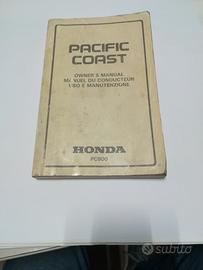 PACIFIC
COAST
OWNER'S MANUAL
MANUEL DU CONDUCTEUR
USO E MANUTENZIONE
HONDA
PC800
subito